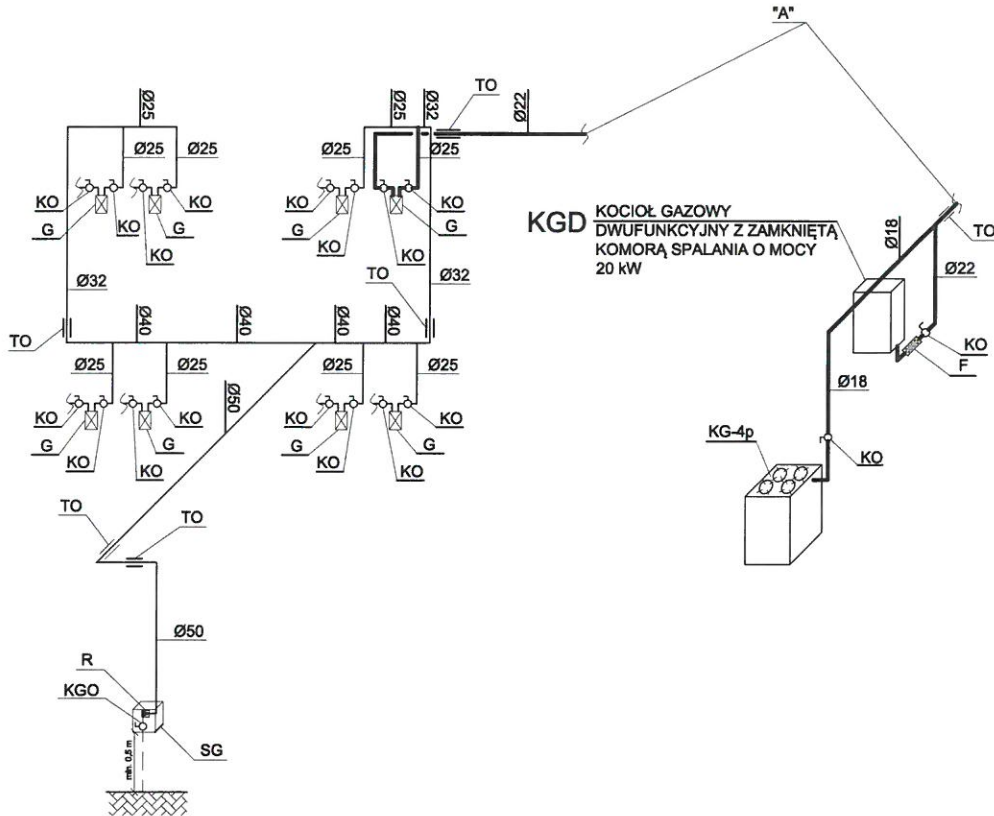 "A"
TO
Ø25
Ø25
Ø32
Ø22
Ø25
Ø25
Ø25
Ø25
KO
KO
KO
KO
KO
KO
KO
KO
G
G
G
G
KGD
KOCIOŁ GAZOWY
DWUFUNKCYJNY Z ZAMKNIĘTĄ
KOMORĄ SPALANIA O MOCY
20 kW
Ø18
TO
Ø22
Ø32
TO
Ø32
TO
Ø40
Ø40
Ø40
Ø40
KO
F
Ø25
Ø25
Ø25
Ø25
Ø18
Ø50
KO
KO
KO
KO
KO
KO
KO
KO
G
G
G
G
KG-4p
KO
TO
TO
Ø50
R
KGO
SG
min. 0,5 m